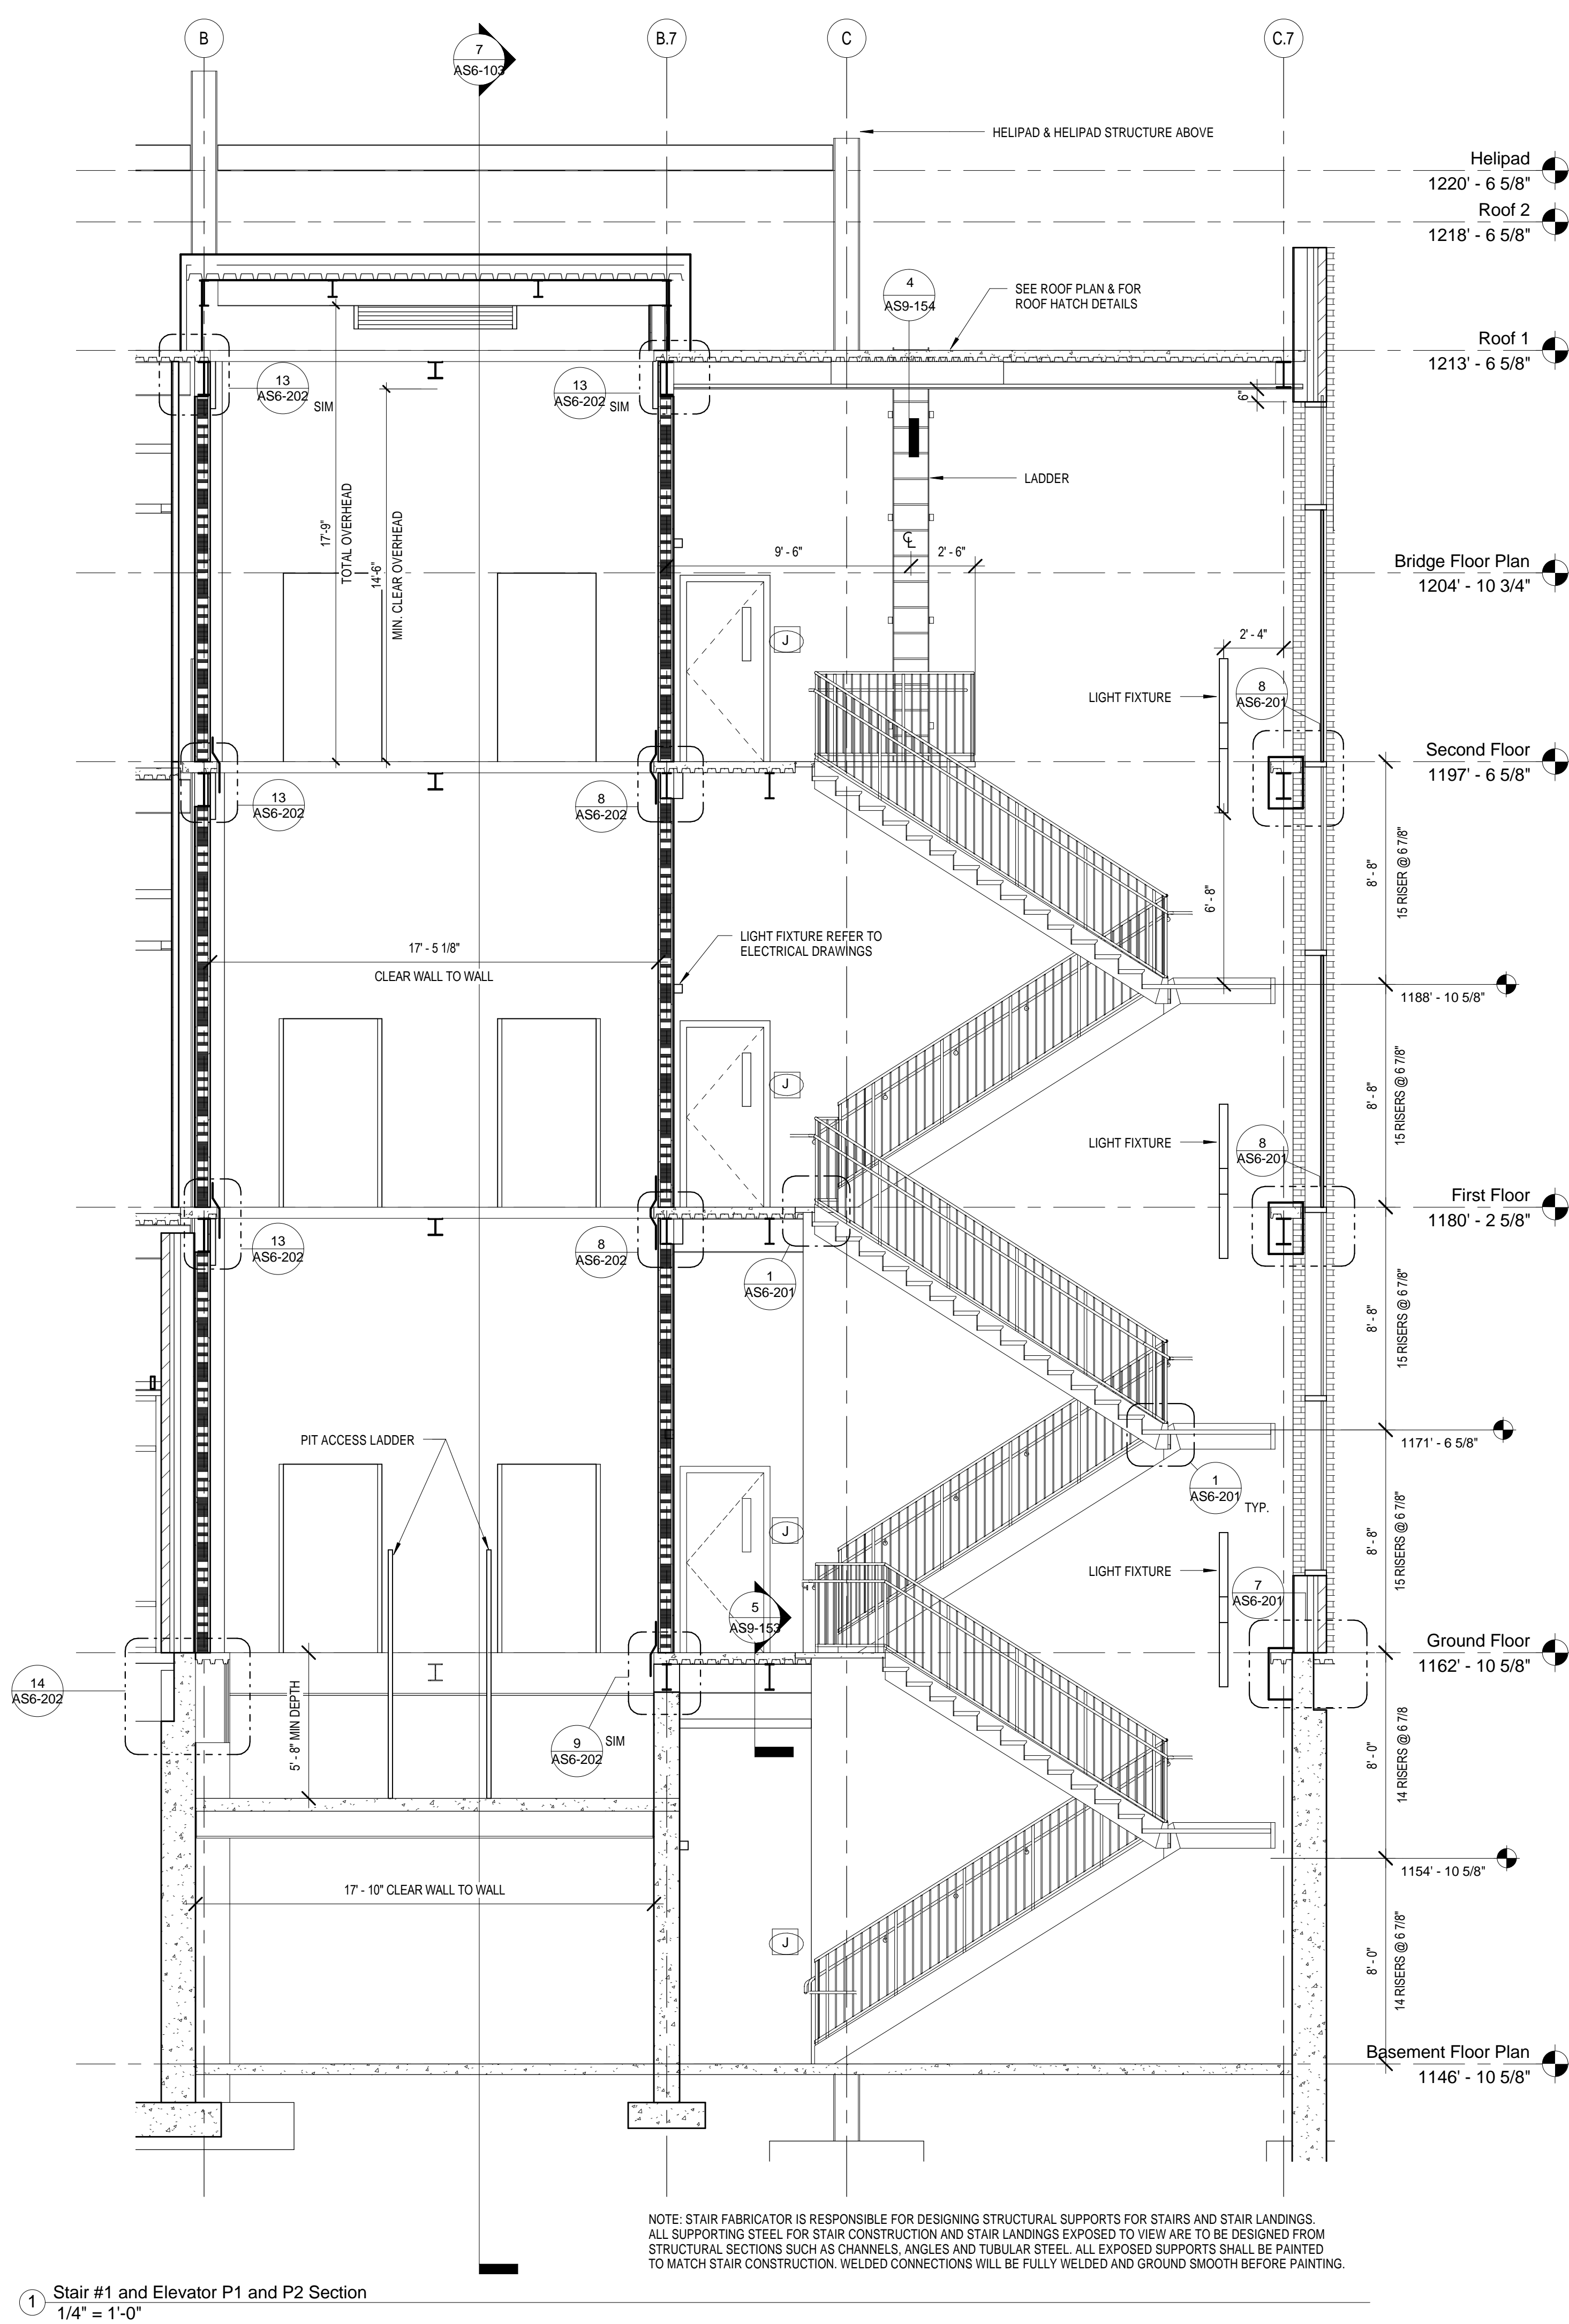 B
7
AS6-103
B.7
C
C.7
HELIPAD & HELIPAD STRUCTURE ABOVE
Helipad
1220' - 6 5/8"
Roof 2
1218' - 6 5/8"
4
AS9-154
SEE ROOF PLAN & FOR
ROOF HATCH DETAILS
Roof 1
1213' - 6 5/8"
13
AS6-202
SIM
13
AS6-202
SIM
6"
17'-9"
TOTAL OVERHEAD
14'-6"
MIN. CLEAR OVERHEAD
LADDER
9' - 6"
CL
2' - 6"
Bridge Floor Plan
1204' - 10 3/4"
J
2' - 4"
LIGHT FIXTURE
8
AS6-201
Second Floor
1197' - 6 5/8"
13
AS6-202
8
AS6-202
8' - 8"
15 RISER @ 6 7/8"
6' - 8"
17' - 5 1/8"
CLEAR WALL TO WALL
LIGHT FIXTURE REFER TO
ELECTRICAL DRAWINGS
1188' - 10 5/8"
J
8' - 8"
15 RISERS @ 6 7/8"
LIGHT FIXTURE
8
AS6-201
First Floor
1180' - 2 5/8"
13
AS6-202
8
AS6-202
1
AS6-201
8' - 8"
15 RISERS @ 6 7/8"
PIT ACCESS LADDER
1171' - 6 5/8"
1
AS6-201
TYP.
J
8' - 8"
15 RISERS @ 6 7/8"
LIGHT FIXTURE
7
AS6-201
5
AS9-153
Ground Floor
1162' - 10 5/8"
14
AS6-202
5' - 8" MIN DEPTH
9
AS6-202
SIM
8' - 0"
14 RISERS @ 6 7/8
1154' - 10 5/8"
17' - 10" CLEAR WALL TO WALL
J
8' - 0"
14 RISERS @ 6 7/8"
Basement Floor Plan
1146' - 10 5/8"
NOTE: STAIR FABRICATOR IS RESPONSIBLE FOR DESIGNING STRUCTURAL SUPPORTS FOR STAIRS AND STAIR LANDINGS.
ALL SUPPORTING STEEL FOR STAIR CONSTRUCTION AND STAIR LANDINGS EXPOSED TO VIEW ARE TO BE DESIGNED FROM
STRUCTURAL SECTIONS SUCH AS CHANNELS, ANGLES AND TUBULAR STEEL. ALL EXPOSED SUPPORTS SHALL BE PAINTED
TO MATCH STAIR CONSTRUCTION. WELDED CONNECTIONS WILL BE FULLY WELDED AND GROUND SMOOTH BEFORE PAINTING.
1
Stair #1 and Elevator P1 and P2 Section
1/4" = 1'-0"